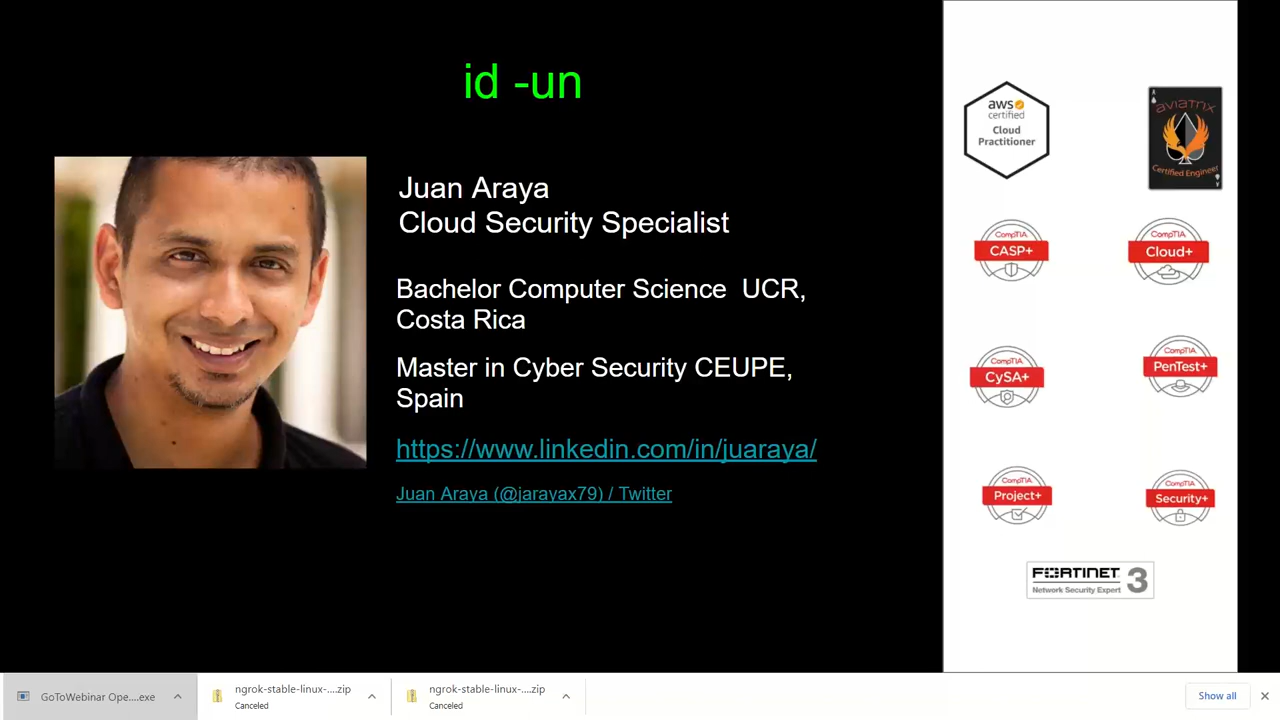 id -un
Juan Araya
Cloud Security Specialist
Bachelor Computer Science  UCR,
Costa Rica
Master in Cyber Security CEUPE,
Spain
https://www.linkedin.com/in/juaraya/
Juan Araya (@jarayax79) / Twitter
aws
certified
Cloud
Practitioner
A
aviatrix
Certified Engineer
A
CompTIA
CASP+
CompTIA
Cloud+
CompTIA
CySA+
CompTIA
PenTest+
CompTIA
Project+
CompTIA
Security+
FORTINET
Network Security Expert
3
GoToWebinar Ope....exe
ngrok-stable-linux-....zip
Canceled
ngrok-stable-linux-....zip
Canceled
Show all